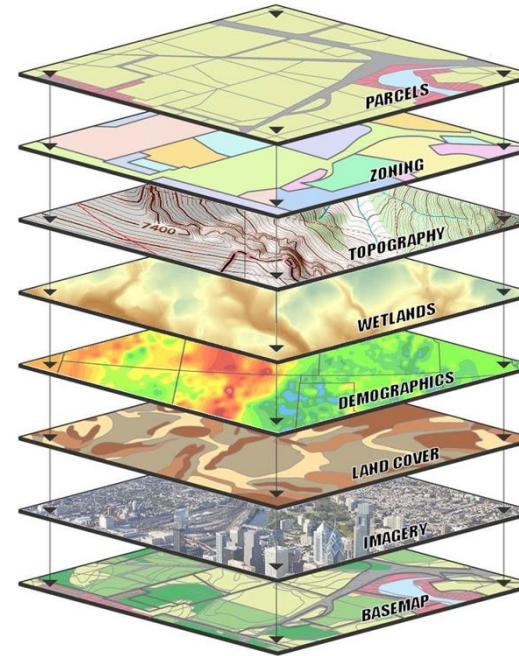 PARCELS
ZONING
7400
TOPOGRAPHY
WETLANDS
DEMOGRAPHICS
LAND COVER
IMAGERY
BASEMAP